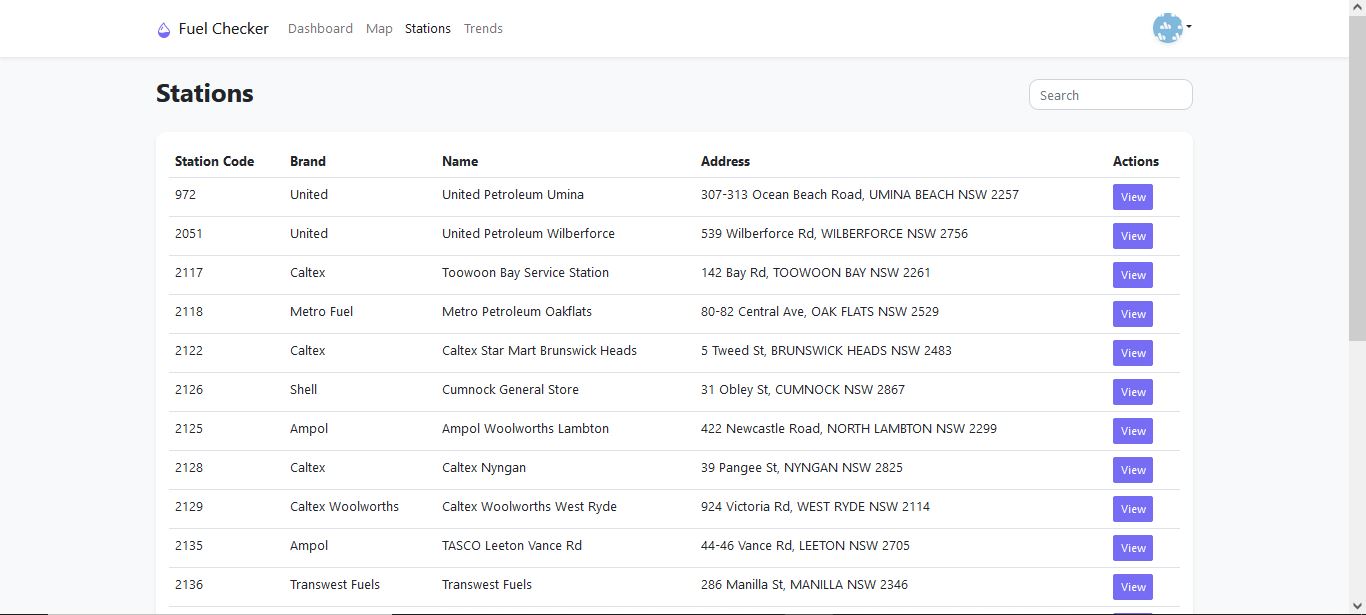 Fuel Checker Dashboard Map Stations Trends
Stations
Search
Station Code Brand Name Address Actions
972 United United Petroleum Umina 307-313 Ocean Beach Road, UMINA BEACH NSW 2257 View
2051 United United Petroleum Wilberforce 539 Wilberforce Rd, WILBERFORCE NSW 2756 View
2117 Caltex Toowoon Bay Service Station 142 Bay Rd, TOOWOON BAY NSW 2261 View
2118 Metro Fuel Metro Petroleum Oakflats 80-82 Central Ave, OAK FLATS NSW 2529 View
2122 Caltex Caltex Star Mart Brunswick Heads 5 Tweed St, BRUNSWICK HEADS NSW 2483 View
2126 Shell Cumnock General Store 31 Obley St, CUMNOCK NSW 2867 View
2125 Ampol Ampol Woolworths Lambton 422 Newcastle Road, NORTH LAMBTON NSW 2299 View
2128 Caltex Caltex Nyngan 39 Pangee St, NYNGAN NSW 2825 View
2129 Caltex Woolworths Caltex Woolworths West Ryde 924 Victoria Rd, WEST RYDE NSW 2114 View
2135 Ampol TASCO Leeton Vance Rd 44-46 Vance Rd, LEETON NSW 2705 View
2136 Transwest Fuels Transwest Fuels 286 Manilla St, MANILLA NSW 2346 View